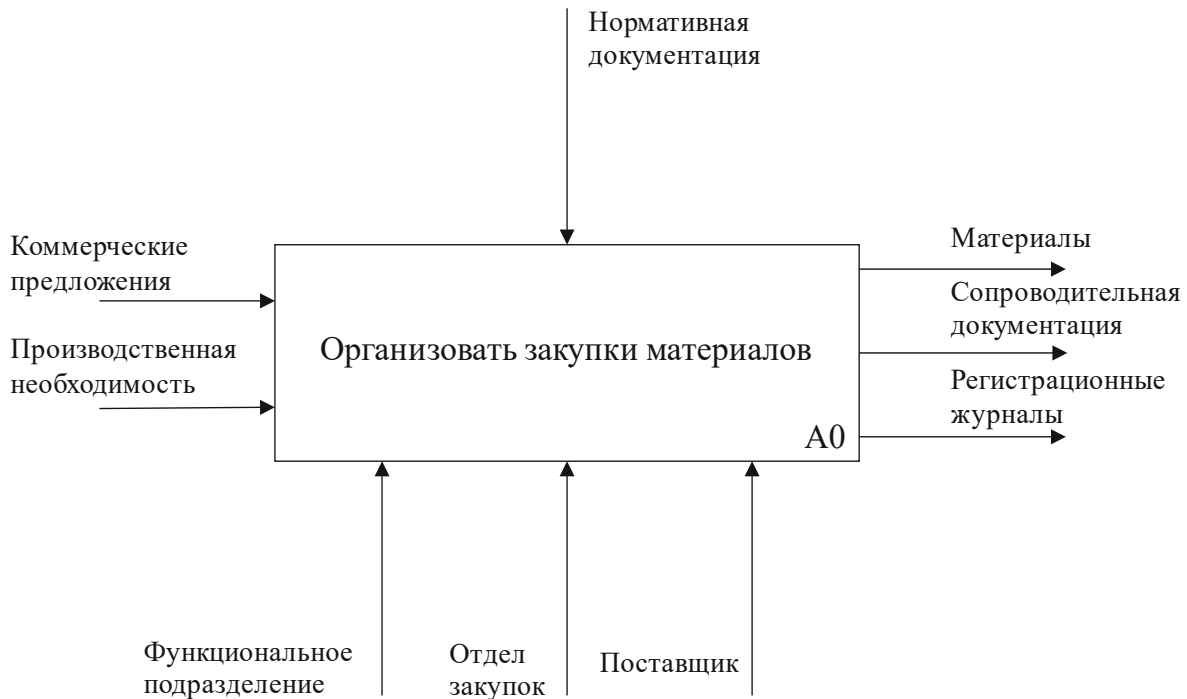 Нормативная
документация
Коммерческие
предложения
Производственная
необходимость
Организовать закупки материалов
А0
Материалы
Сопроводительная
документация
Регистрационные
журналы
Функциональное
подразделение
Отдел
закупок
Поставщик